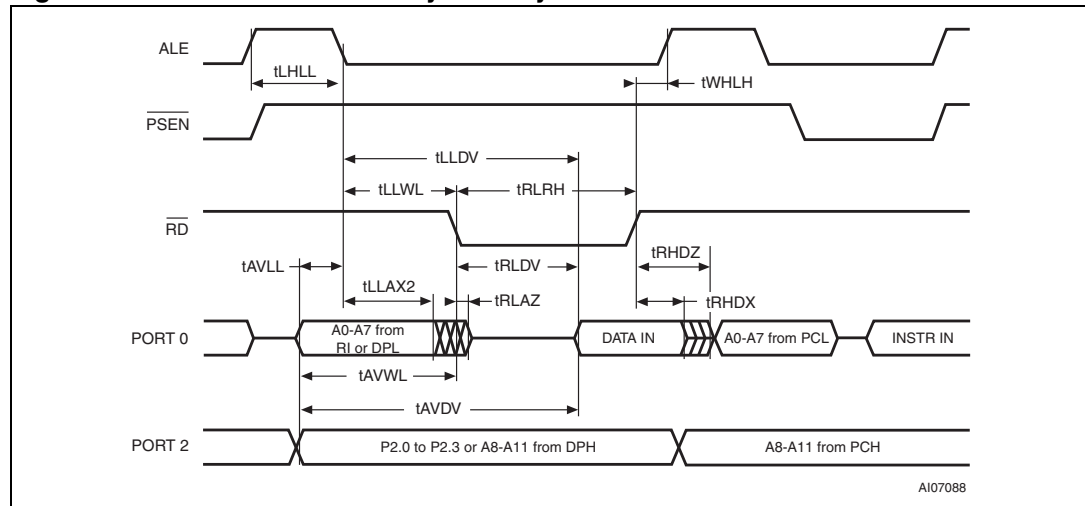 ALE
tLHLL
tWHLH
PSEN
tLLDV
tLLWL
tRLRH
RD
tAVLL
tRLDV
tRHDZ
tLLAX2
tRLAZ
tRHDX
PORT 0
A0-A7 from
RI or DPL
DATA IN
A0-A7 from PCL
INSTR IN
tAVWL
tAVDV
PORT 2
P2.0 to P2.3 or A8-A11 from DPH
A8-A11 from PCH
AI07088